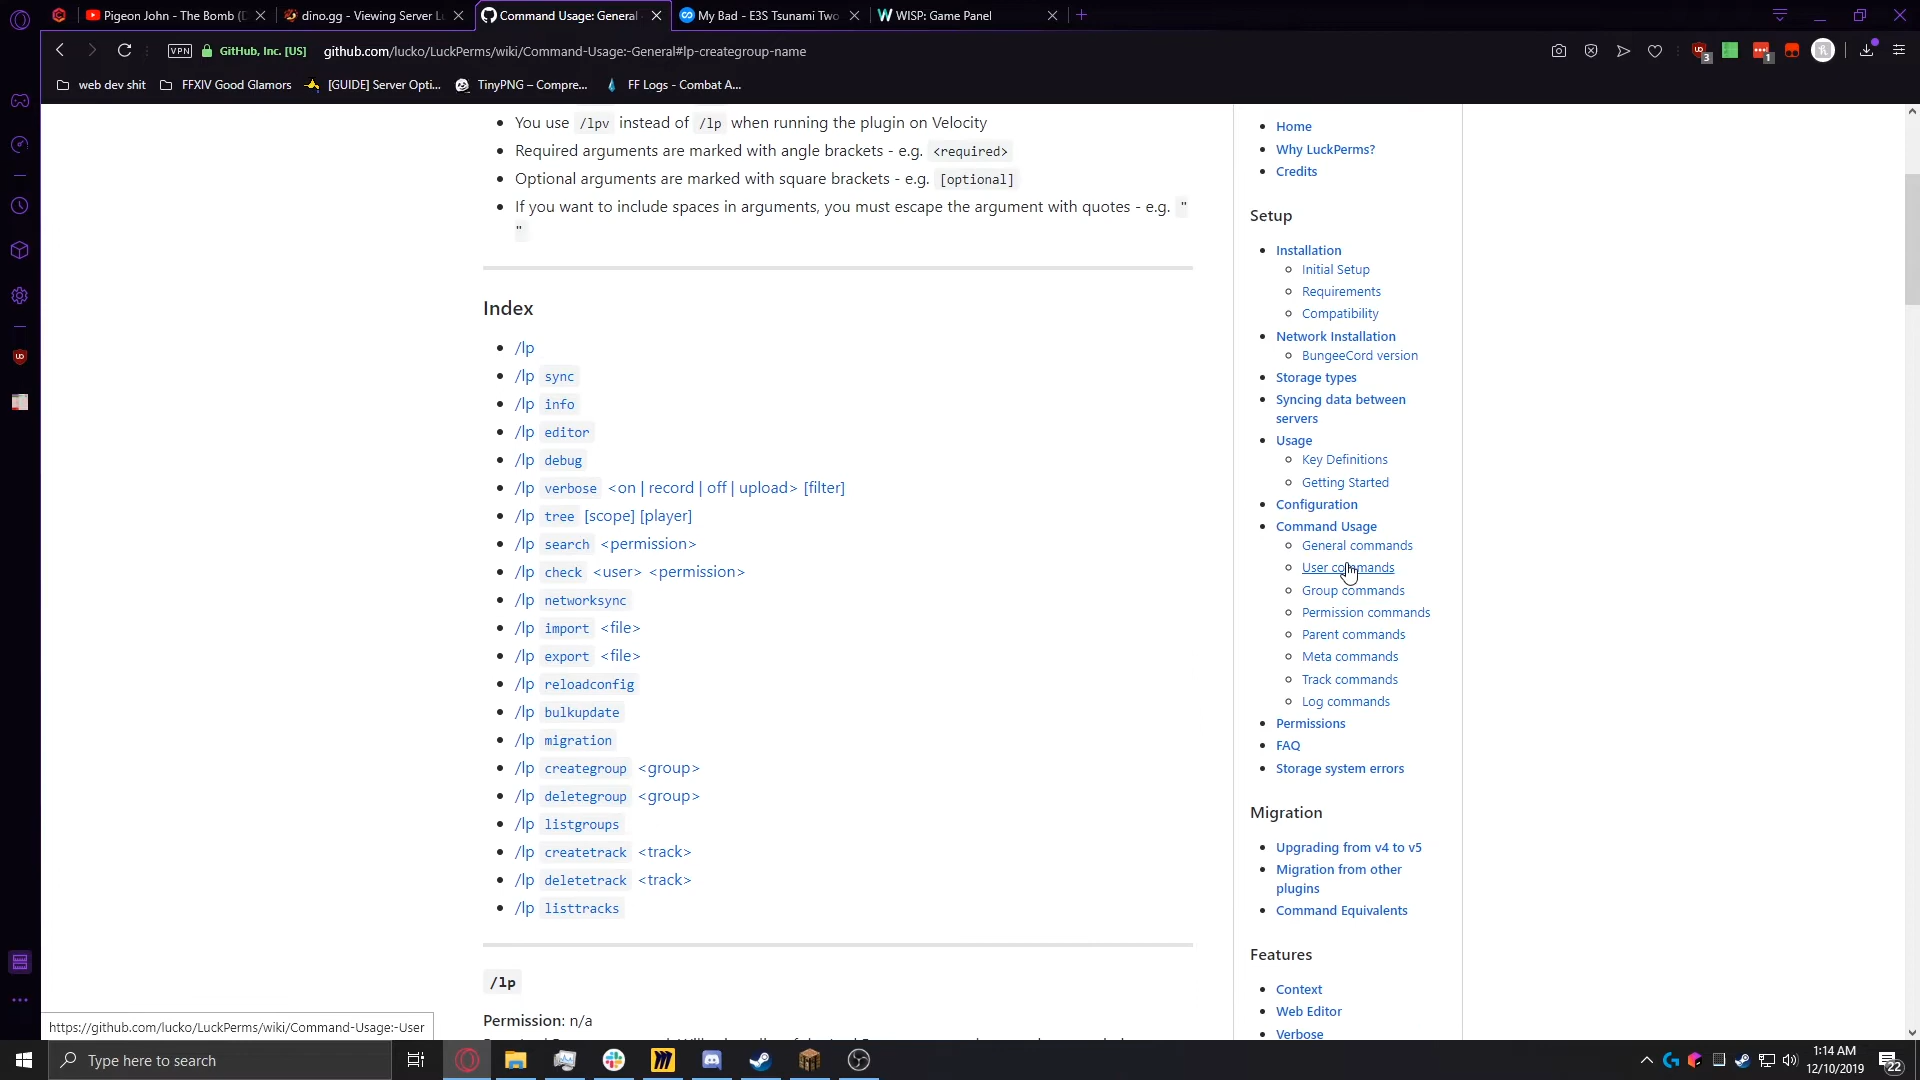 Pigeon John - The Bomb (D
dino.gg - Viewing Server Lo
Command Usage: General
My Bad - E3S Tsunami Two
WISP: Game Panel
VPN
GitHub, Inc. [US]
github.com/lucko/LuckPerms/wiki/Command-Usage:-General#lp-creategroup-name
3
1
web dev shit
FFXIV Good Glamors
[GUIDE] Server Opti...
TinyPNG – Compre...
FF Logs - Combat A...
You use /lpv instead of /lp when running the plugin on Velocity
Required arguments are marked with angle brackets - e.g. <required>
Optional arguments are marked with square brackets - e.g. [optional]
If you want to include spaces in arguments, you must escape the argument with quotes - e.g. "
"
Index
/lp
/lp sync
/lp info
/lp editor
/lp debug
/lp verbose <on | record | off | upload> [filter]
/lp tree [scope] [player]
/lp search <permission>
/lp check <user> <permission>
/lp networksync
/lp import <file>
/lp export <file>
/lp reloadconfig
/lp bulkupdate
/lp migration
/lp creategroup <group>
/lp deletegroup <group>
/lp listgroups
/lp createtrack <track>
/lp deletetrack <track>
/lp listtracks
/lp
Permission: n/a
Home
Why LuckPerms?
Credits
Setup
Installation
Initial Setup
Requirements
Compatibility
Network Installation
BungeeCord version
Storage types
Syncing data between
servers
Usage
Key Definitions
Getting Started
Configuration
Command Usage
General commands
User commands
Group commands
Permission commands
Parent commands
Meta commands
Track commands
Log commands
Permissions
FAQ
Storage system errors
Migration
Upgrading from v4 to v5
Migration from other
plugins
Command Equivalents
Features
Context
Web Editor
Verbose
https://github.com/lucko/LuckPerms/wiki/Command-Usage:-User
Type here to search
1:14 AM
12/10/2019
22